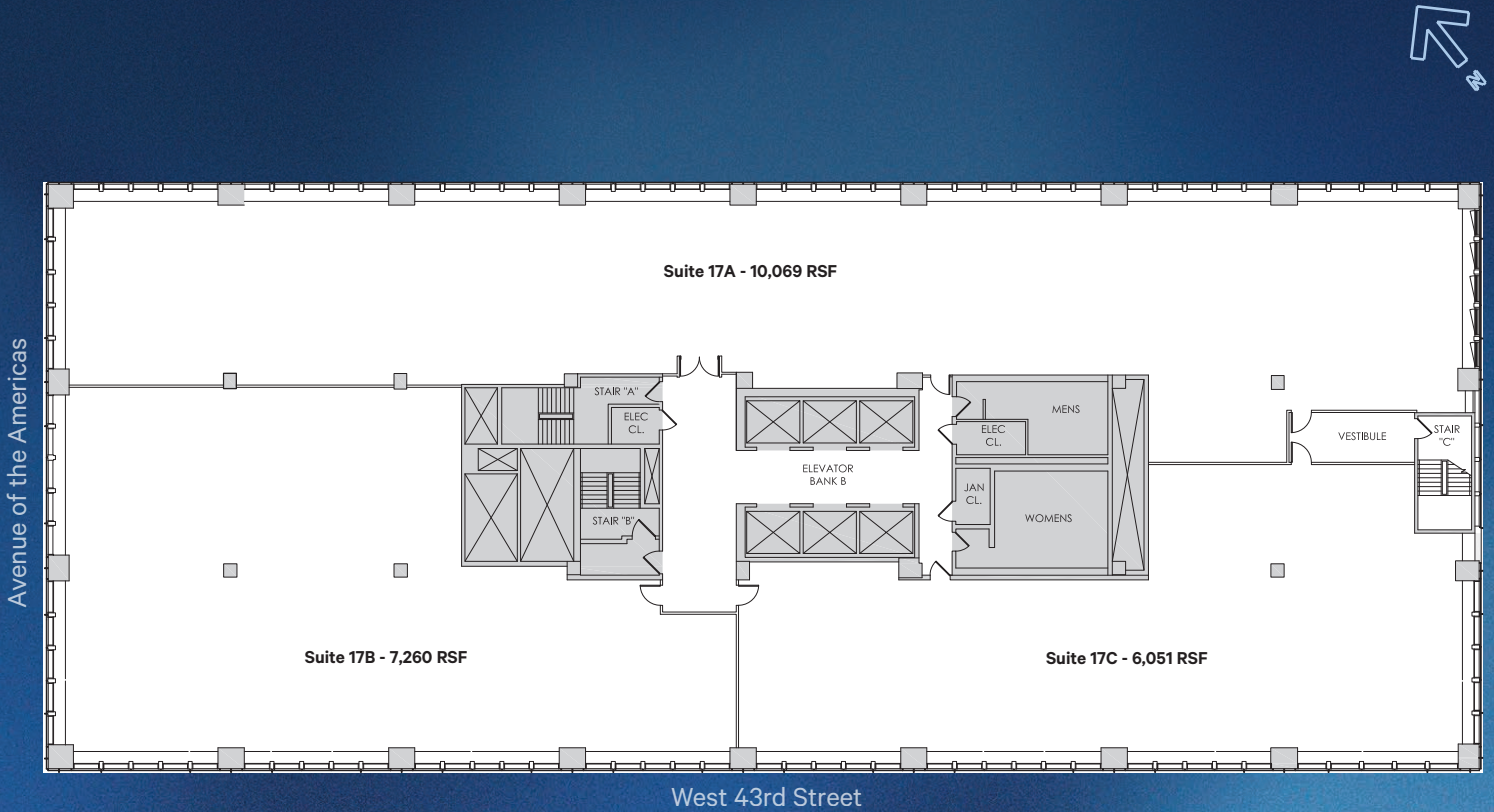 N
Suite 17A - 10,069 RSF
Avenue of the Americas
STAIR "A"
ELEC
CL.
MENS
ELEC
CL.
VESTIBULE
STAIR
"C"
ELEVATOR
BANK B
JAN
CL.
STAIR "B"
WOMENS
Suite 17B - 7,260 RSF
Suite 17C - 6,051 RSF
West 43rd Street